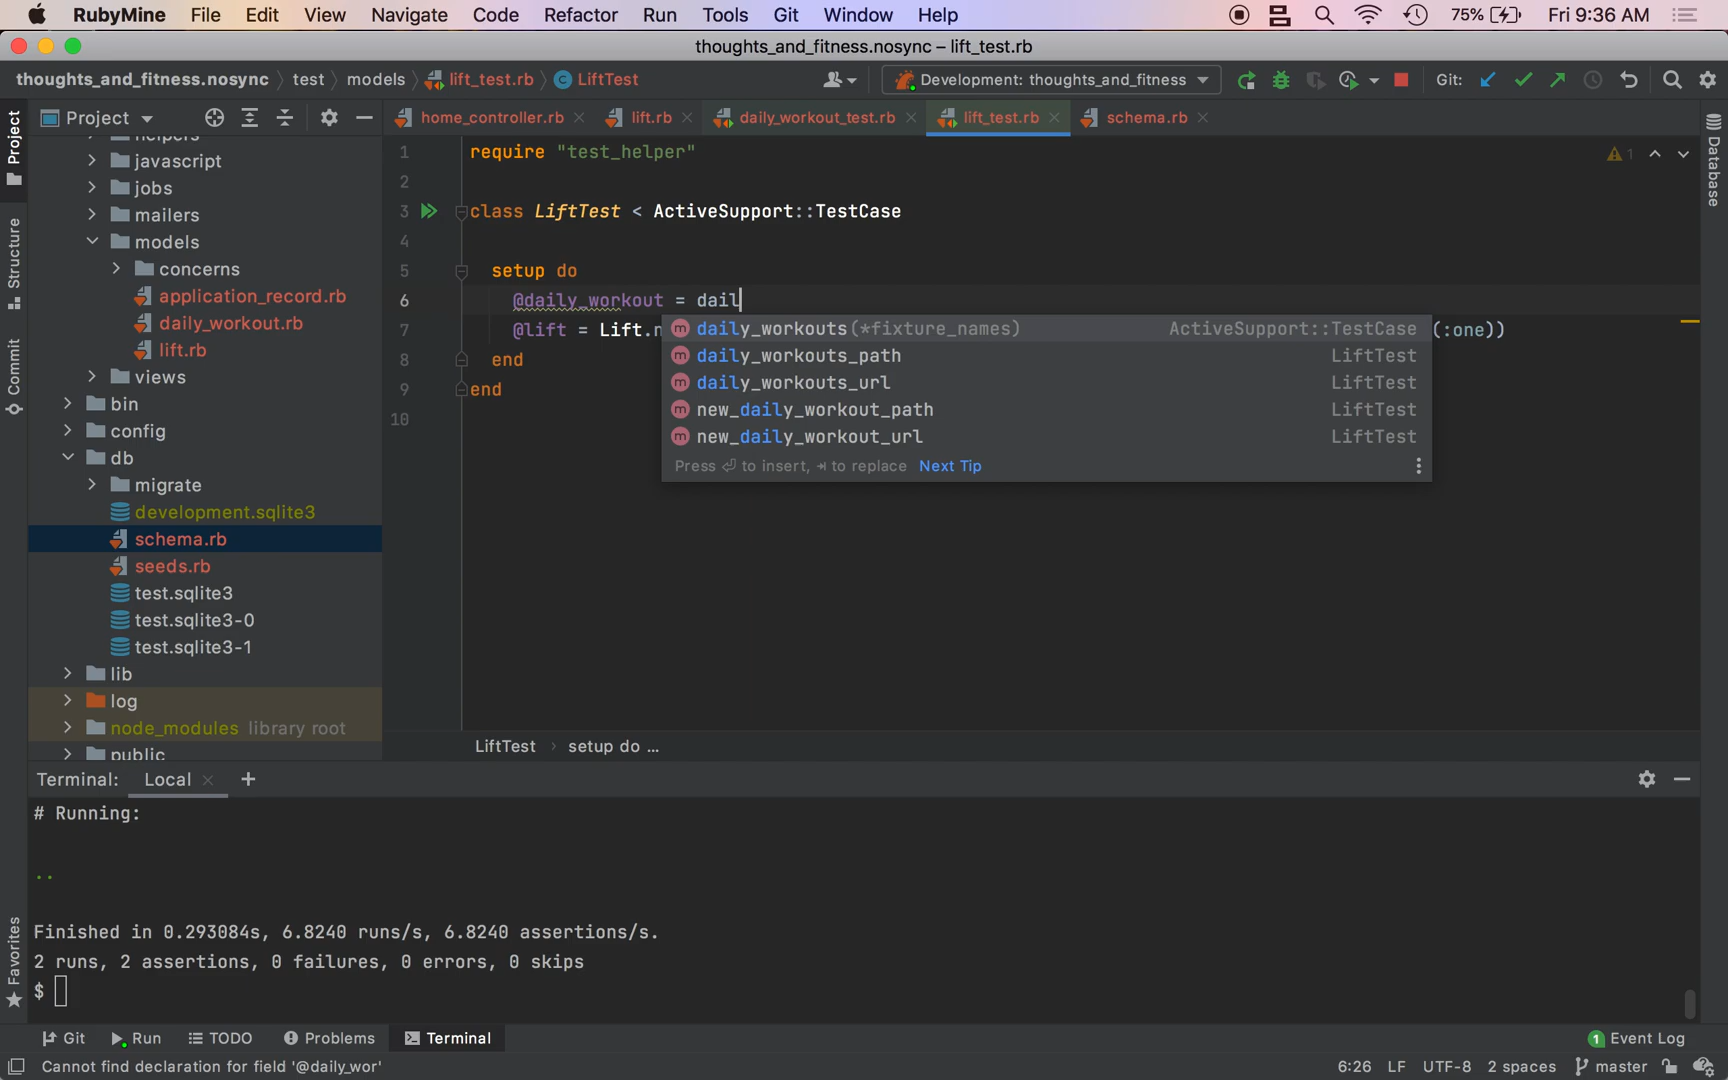 RubyMine File Edit View Navigate Code Refactor Run Tools Git Window Help 75% Fri 9:36 AM
thoughts_and_fitness.nosync – lift_test.rb
thoughts_and_fitness.nosync test models lift_test.rb LiftTest Development: thoughts_and_fitness Git:
Project
home_controller.rb lift.rb daily_workout_test.rb lift_test.rb schema.rb
Project
Structure
Commit
Favorites
Database
helpers
javascript
jobs
mailers
models
concerns
application_record.rb
daily_workout.rb
lift.rb
views
bin
config
db
migrate
development.sqlite3
schema.rb
seeds.rb
test.sqlite3
test.sqlite3-0
test.sqlite3-1
lib
log
node_modules library root
public
1 require "test_helper"
1
2
3 class LiftTest < ActiveSupport::TestCase
4
5 setup do
6 @daily_workout = dail
7 @lift = Lift.n (:one))
8 end
9 end
10
daily_workouts(*fixture_names) ActiveSupport::TestCase
daily_workouts_path LiftTest
daily_workouts_url LiftTest
new_daily_workout_path LiftTest
new_daily_workout_url LiftTest
Press ⏎ to insert, ⇥ to replace Next Tip
LiftTest setup do ...
Terminal: Local
# Running:
..
Finished in 0.293084s, 6.8240 runs/s, 6.8240 assertions/s.
2 runs, 2 assertions, 0 failures, 0 errors, 0 skips
$
Git Run TODO Problems Terminal 1 Event Log
Cannot find declaration for field '@daily_wor' 6:26 LF UTF-8 2 spaces master